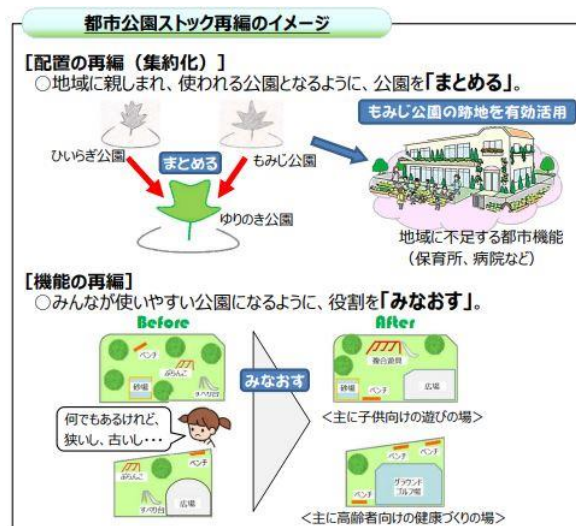 都市公園ストック再編のイメージ
[配置の再編（集約化）]
○地域に親しまれ、使われる公園となるように、公園を「まとめる」。
もみじ公園の跡地を有効活用
ひいらぎ公園
まとめる
もみじ公園
ゆりのき公園
地域に不足する都市機能
（保育所、病院など）
[機能の再編]
○みんなが使いやすい公園になるように、役割を「みなおす」。
Before
After
ベンチ
ぶらんこ
砂場
すべり台
みなおす
複合遊具
砂場
広場
ベンチ
＜主に子供向けの遊びの場＞
何でもあるけれど、
狭いし、古いし・・・
ベンチ
ぶらんこ
すべり台
広場
ベンチ
ベンチ
グラウンド
ゴルフ場
ベンチ
＜主に高齢者向けの健康づくりの場＞